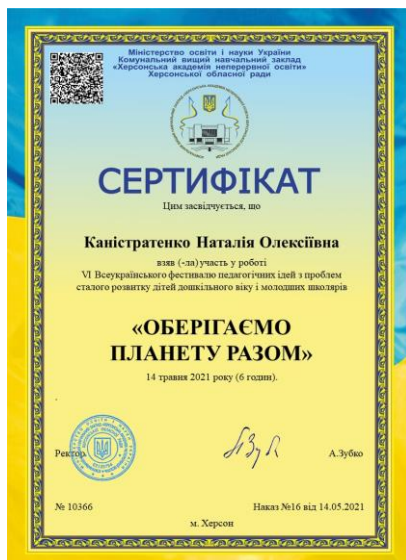 Міністерство освіти і науки України
Комунальний вищий навчальний заклад
«Херсонська академія неперервної освіти»
Херсонської обласної ради
СЕРТИФІКАТ
Цим засвідчується, що
Каністратенко Наталія Олексіївна
взяв (-ла) участь у роботі
VI Всеукраїнського фестивалю педагогічних ідей з проблем
сталого розвитку дітей дошкільного віку і молодших школярів
«ОБЕРІГАЄМО
ПЛАНЕТУ РАЗОМ»
14 травня 2021 року (6 годин).
Ректор
А.Зубко
№ 10366
Наказ №16 від 14.05.2021
м. Херсон